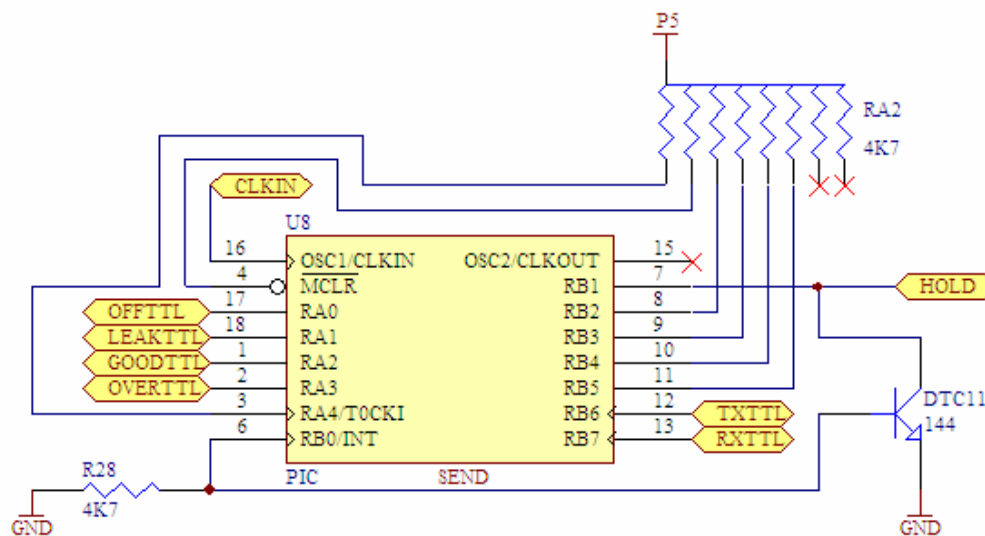 P5
RA2
4K7
CLKIN
U8
16 OSC1/CLKIN OSC2/CLKOUT 15
4 MCLR RB1 7 HOLD
OFFTTL 17 RA0 RB2 8
LEAKTTL 18 RA1 RB3 9
GOODTTL 1 RA2 RB4 10
OVERTTL 2 RA3 RB5 11
DTC11
144
3 RA4/T0CKI RB6 12 TXTTL
6 RB0/INT RB7 13 RXTTL
R28 PIC SEND
4K7
GND GND